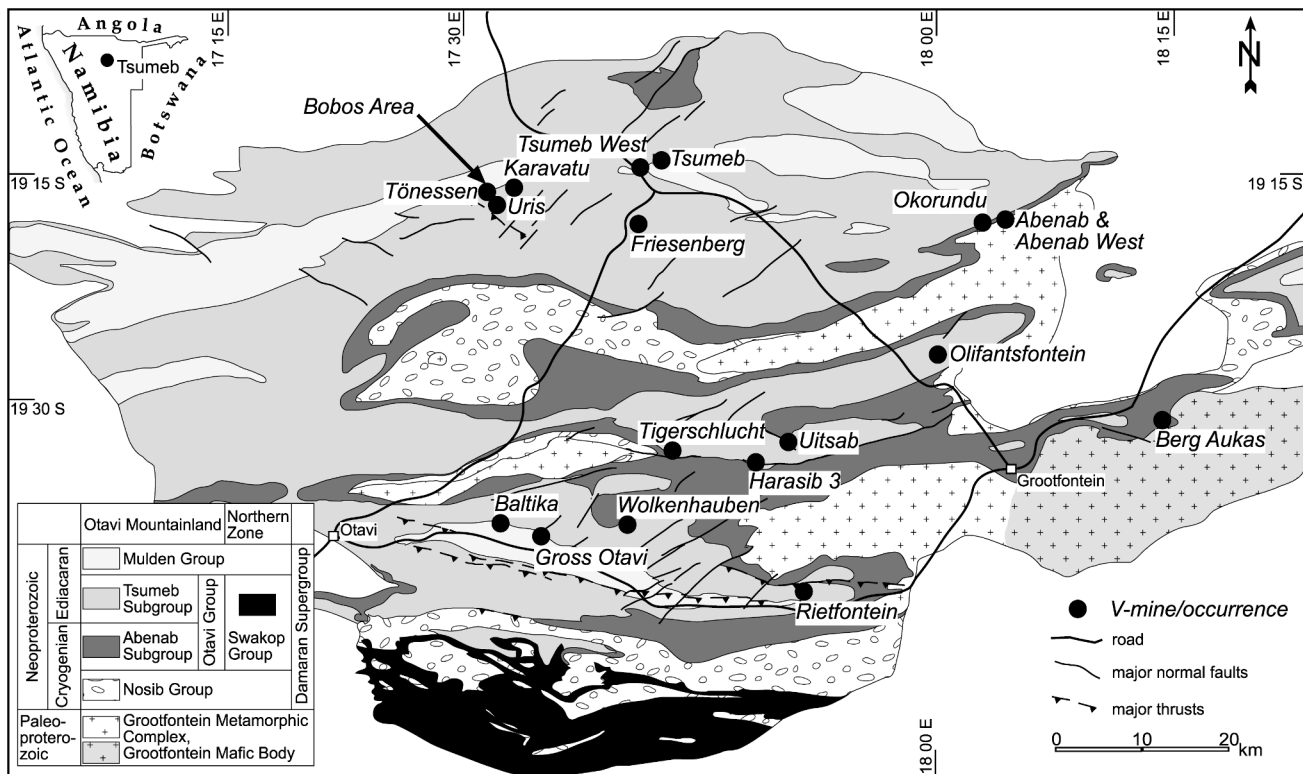 Angola
Atlantic Ocean
Namibia
Botswana
Tsumeb
17 15 E
17 30 E
18 00 E
18 15 E
N
Bobos Area
Tsumeb West
Tsumeb
Karavatu
19 15 S
19 15 S
Tönessen
Uris
Okorundu
Abenab &
Abenab West
Friesenberg
Olifantsfontein
19 30 S
Tigerschlucht
Uitsab
Berg Aukas
Harasib 3
Grootfontein
Baltika
Wolkenhauben
Otavi
Gross Otavi
Rietfontein
Otavi Mountainland
Northern
Zone
Neoproterozoic
Ediacaran
Cryogenian
Mulden Group
Tsumeb
Subgroup
Abenab
Subgroup
Otavi Group
Swakop
Group
Damaran Supergroup
Nosib Group
Paleo-
protero-
zoic
Grootfontein Metamorphic
Complex,
Grootfontein Mafic Body
V-mine/occurrence
road
major normal faults
major thrusts
18 00 E
0 10 20
km